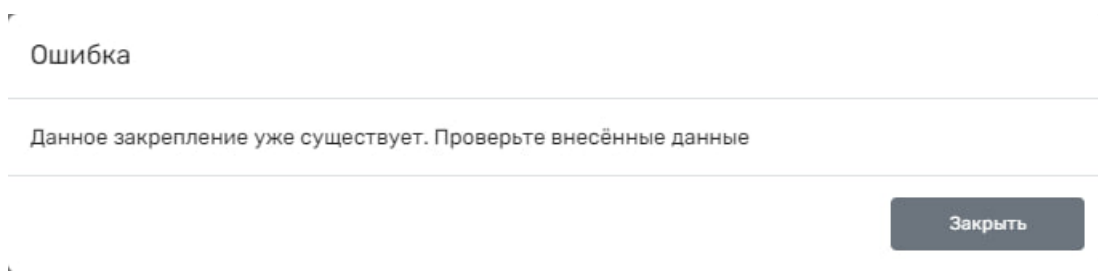 Ошибка
Данное закрепление уже существует. Проверьте внесённые данные
Закрыть